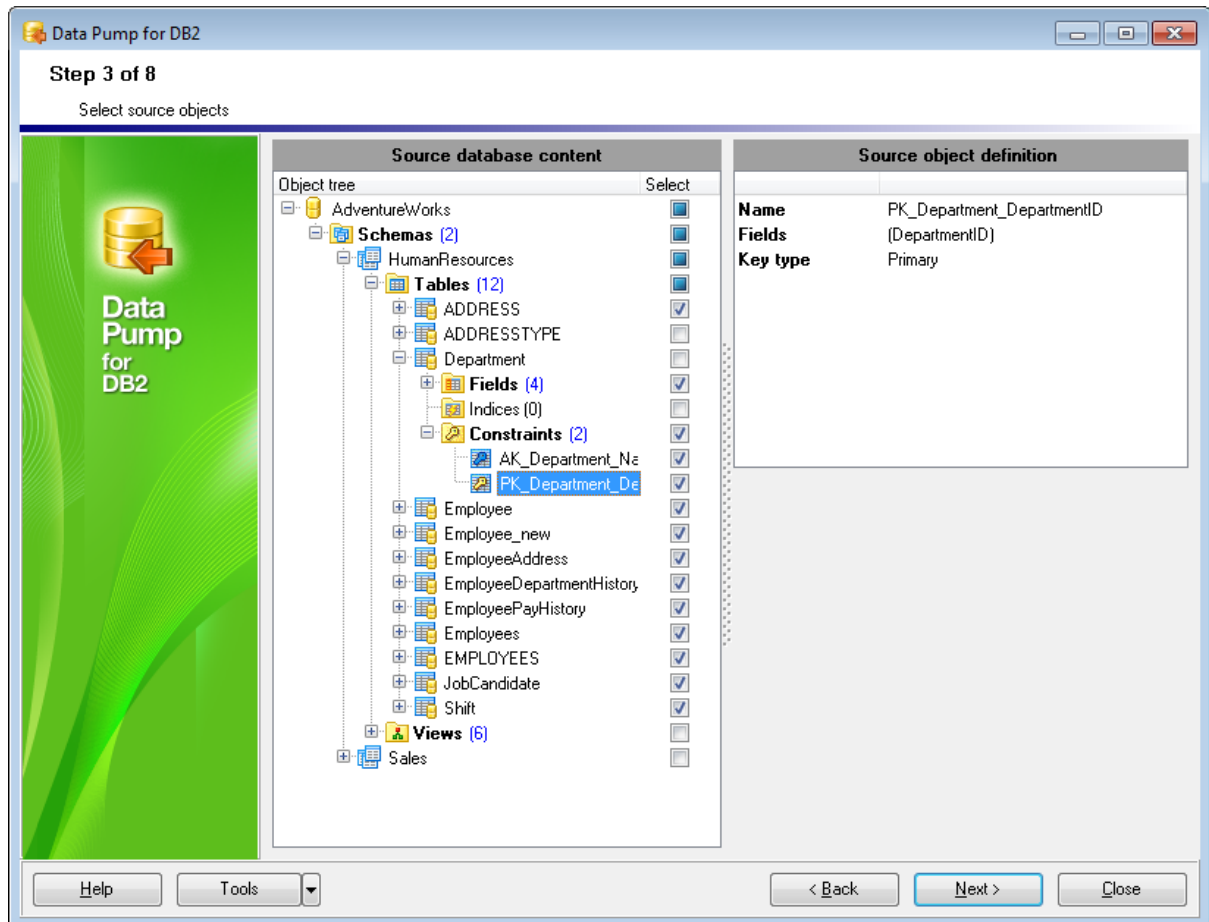 Data Pump for DB2
Step 3 of 8
Select source objects
Data
Pump
for
DB2
Source database content
Object tree Select
AdventureWorks
Schemas (2)
HumanResources
Tables (12)
ADDRESS
ADDRESSTYPE
Department
Fields (4)
Indices (0)
Constraints (2)
AK_Department_Na
PK_Department_De
Employee
Employee_new
EmployeeAddress
EmployeeDepartmentHistory
EmployeePayHistory
Employees
EMPLOYEES
JobCandidate
Shift
Views (6)
Sales
Source object definition
Name PK_Department_DepartmentID
Fields (DepartmentID)
Key type Primary
Help Tools < Back Next > Close